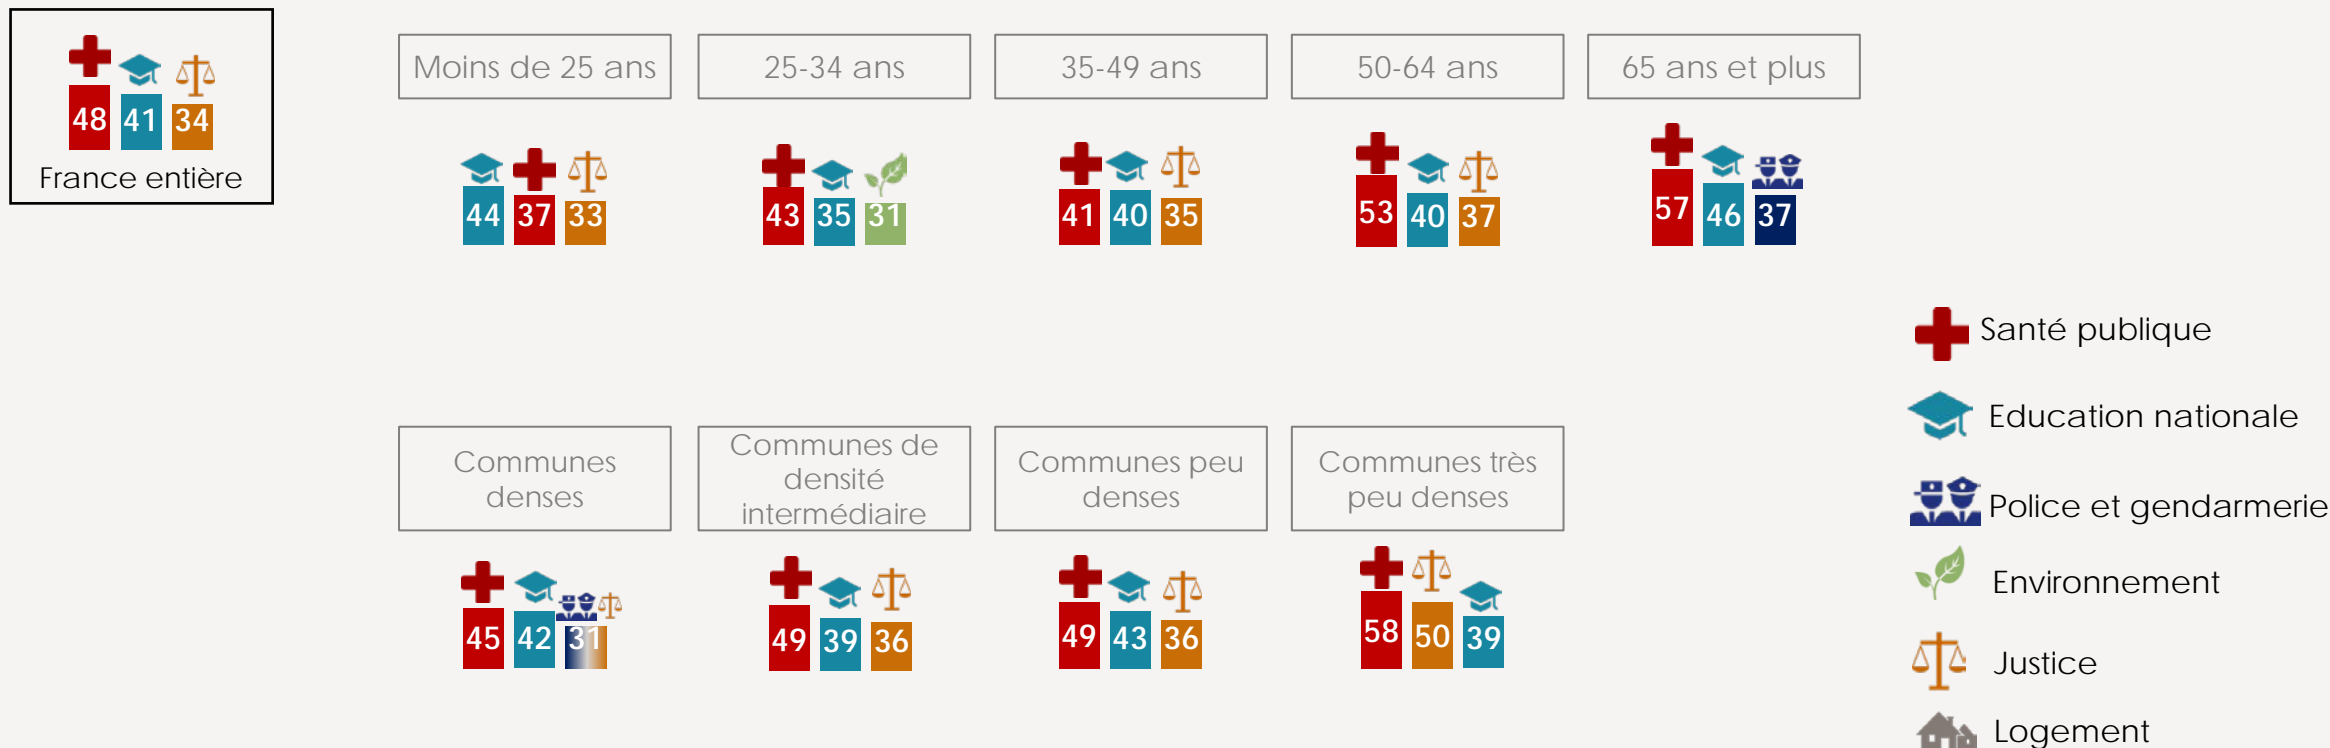 48 41 34
France entière
Moins de 25 ans
25-34 ans
35-49 ans
50-64 ans
65 ans et plus
44 37 33
43 35 31
41 40 35
53 40 37
57 46 37
Communes
denses
Communes de
densité
intermédiaire
Communes peu
denses
Communes très
peu denses
45 42 31
49 39 36
49 43 36
58 50 39
Santé publique
Education nationale
Police et gendarmerie
Environnement
Justice
Logement